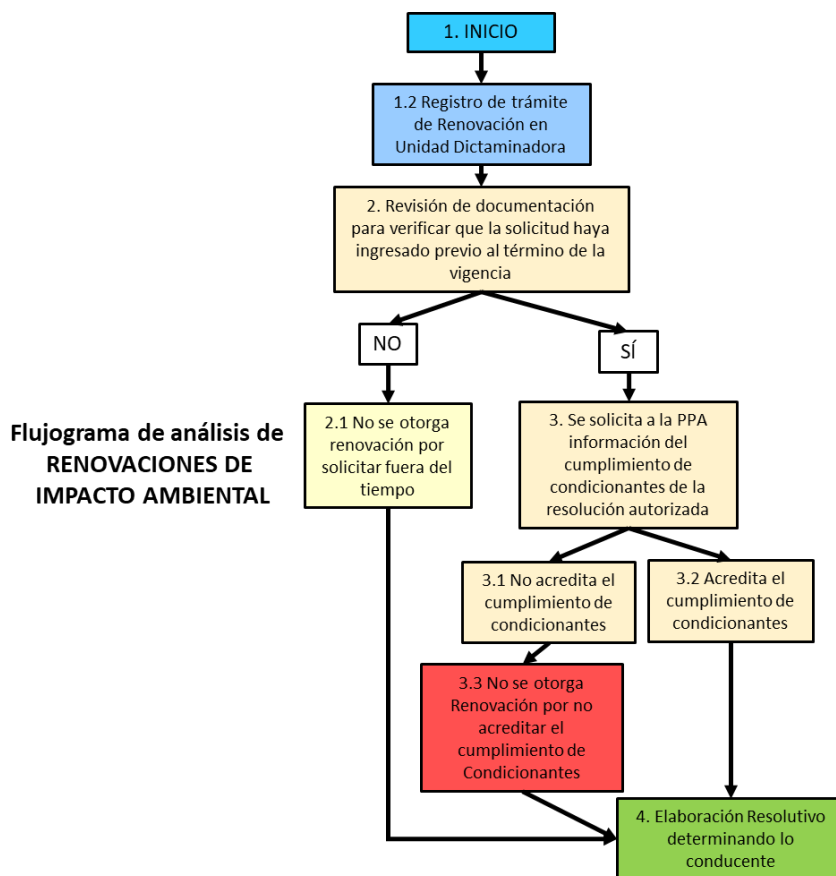 1. INICIO
1.2 Registro de trámite
de Renovación en
Unidad Dictaminadora
2. Revisión de documentación
para verificar que la solicitud haya
ingresado previo al término de la
vigencia
NO
SÍ
Flujograma de análisis de
RENOVACIONES DE
IMPACTO AMBIENTAL
2.1 No se otorga
renovación por
solicitar fuera del
tiempo
3. Se solicita a la PPA
información del
cumplimiento de
condicionantes de la
resolución autorizada
3.1 No acredita el
cumplimiento de
condicionantes
3.2 Acredita el
cumplimiento de
condicionantes
3.3 No se otorga
Renovación por no
acreditar el
cumplimiento de
Condicionantes
4. Elaboración Resolutivo
determinando lo
conducente